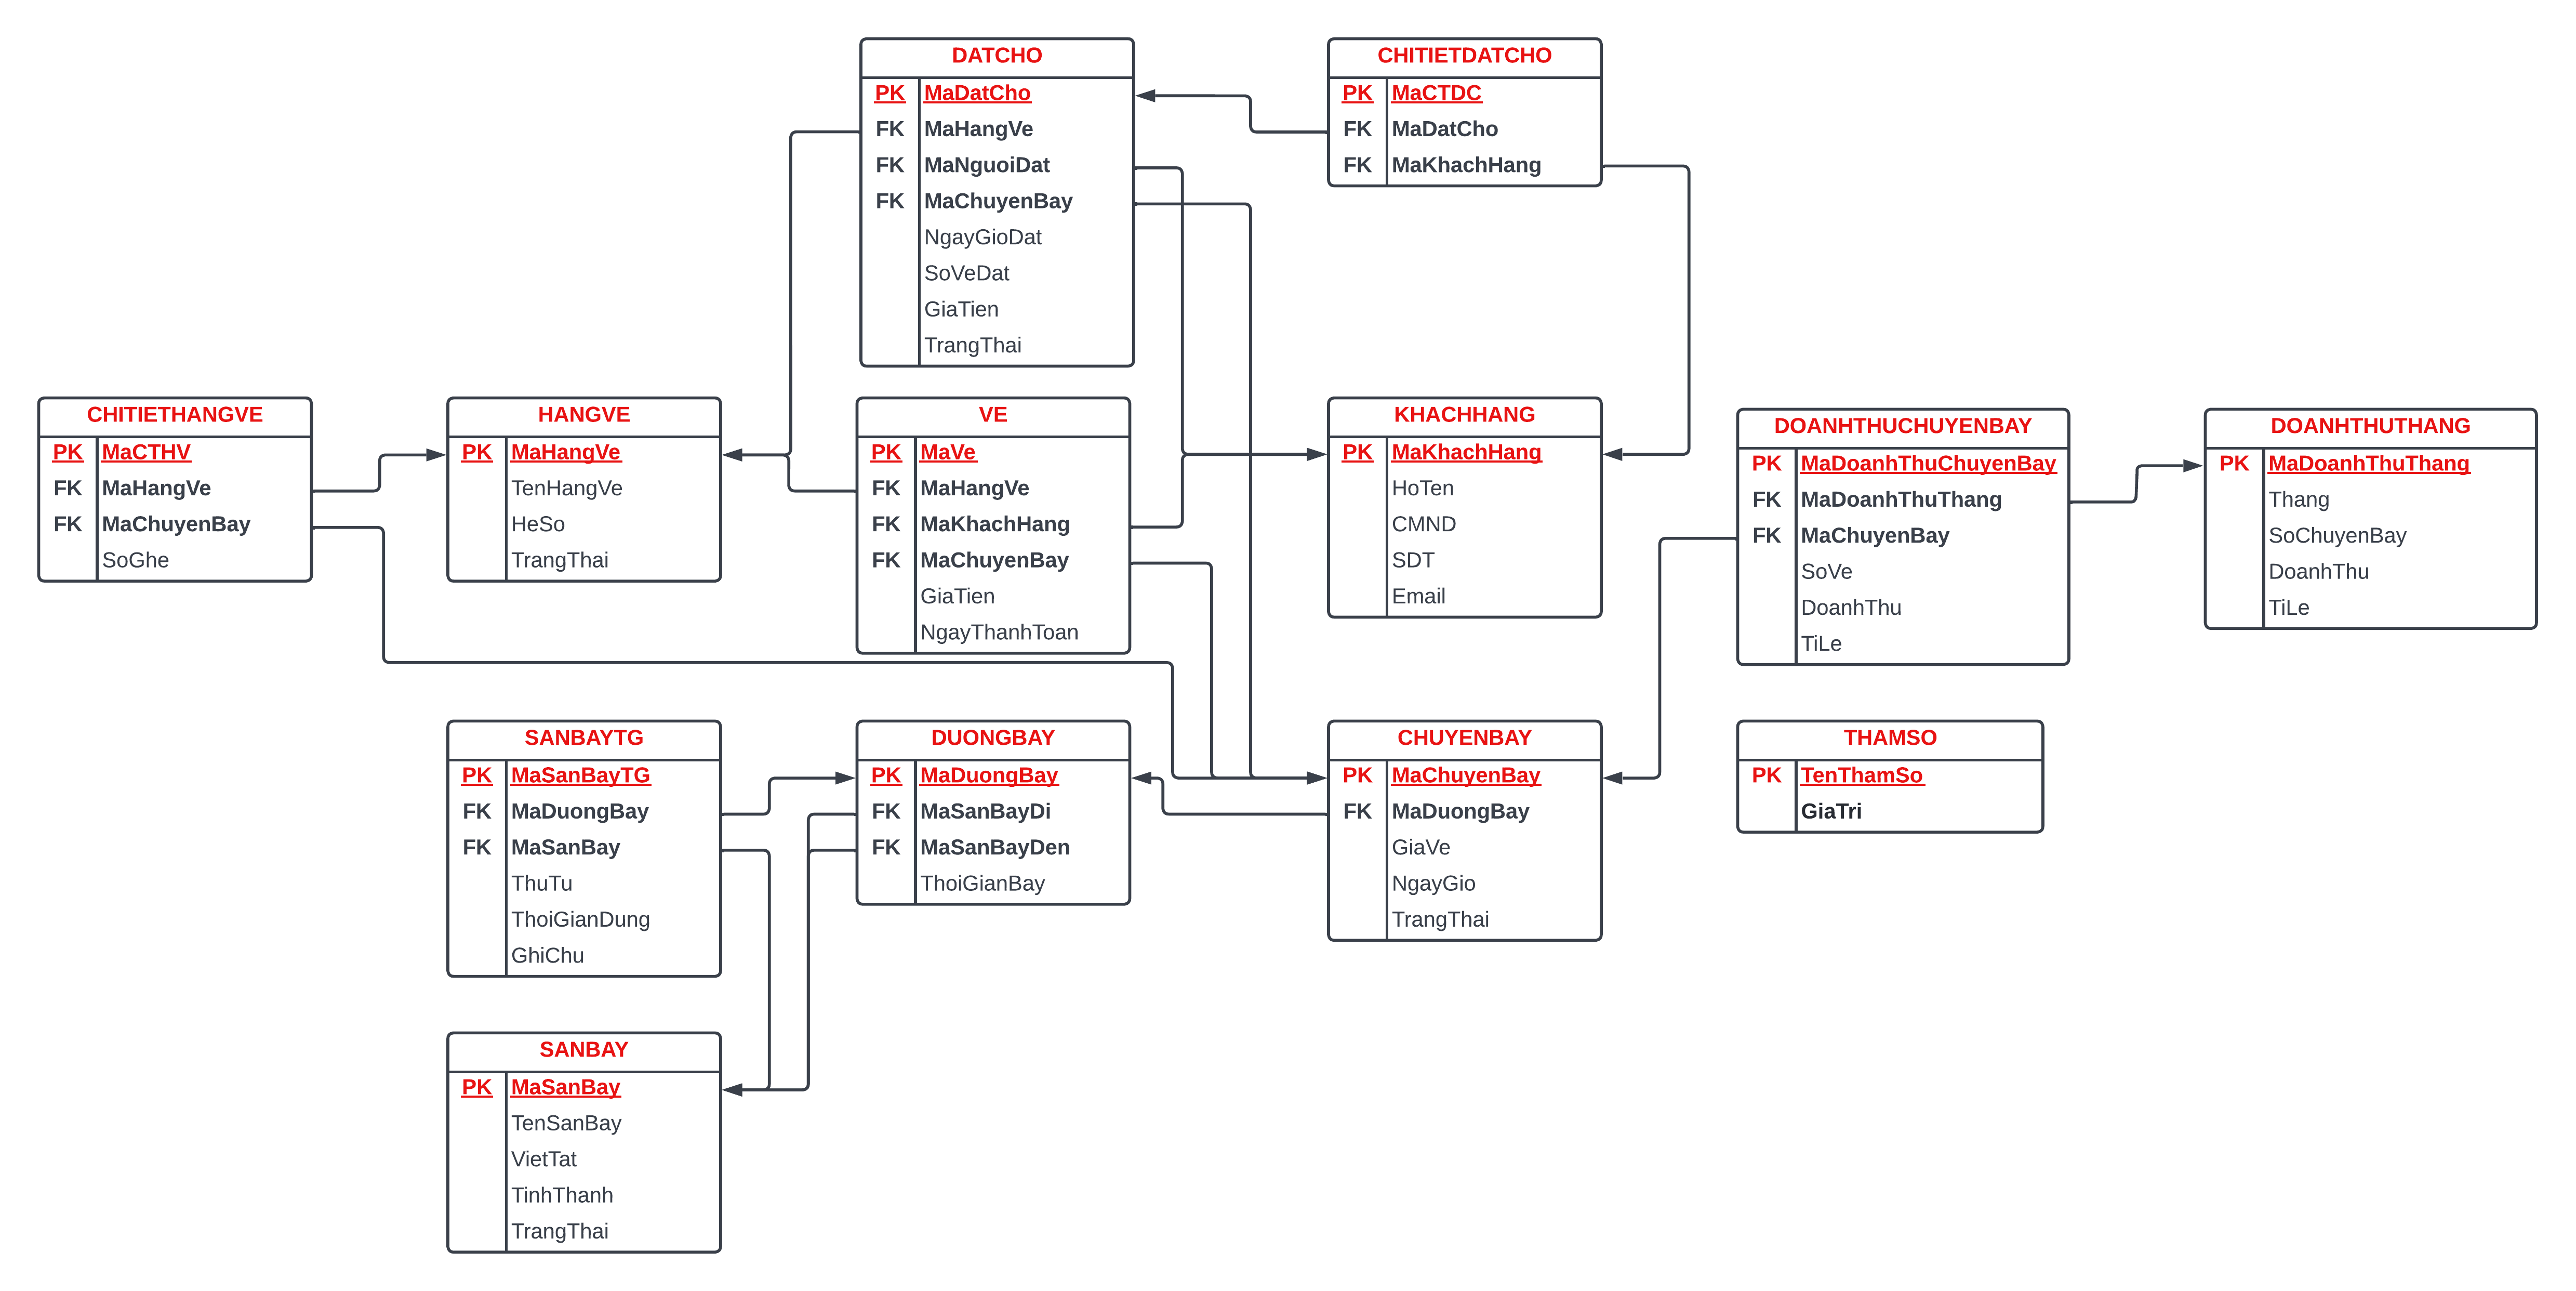 DATCHO
PK MaDatCho
FK MaHangVe
FK MaNguoiDat
FK MaChuyenBay
NgayGioDat
SoVeDat
GiaTien
TrangThai
CHITIETDATCHO
PK MaCTDC
FK MaDatCho
FK MaKhachHang
CHITIETHANGVE
PK MaCTHV
FK MaHangVe
FK MaChuyenBay
SoGhe
HANGVE
PK MaHangVe
TenHangVe
HeSo
TrangThai
VE
PK MaVe
FK MaHangVe
FK MaKhachHang
FK MaChuyenBay
GiaTien
NgayThanhToan
KHACHHANG
PK MaKhachHang
HoTen
CMND
SDT
Email
DOANHTHUCHUYENBAY
PK MaDoanhThuChuyenBay
FK MaDoanhThuThang
FK MaChuyenBay
SoVe
DoanhThu
TiLe
DOANHTHUTHANG
PK MaDoanhThuThang
Thang
SoChuyenBay
DoanhThu
TiLe
SANBAYTG
PK MaSanBayTG
FK MaDuongBay
FK MaSanBay
ThuTu
ThoiGianDung
GhiChu
DUONGBAY
PK MaDuongBay
FK MaSanBayDi
FK MaSanBayDen
ThoiGianBay
CHUYENBAY
PK MaChuyenBay
FK MaDuongBay
GiaVe
NgayGio
TrangThai
THAMSO
PK TenThamSo
GiaTri
SANBAY
PK MaSanBay
TenSanBay
VietTat
TinhThanh
TrangThai